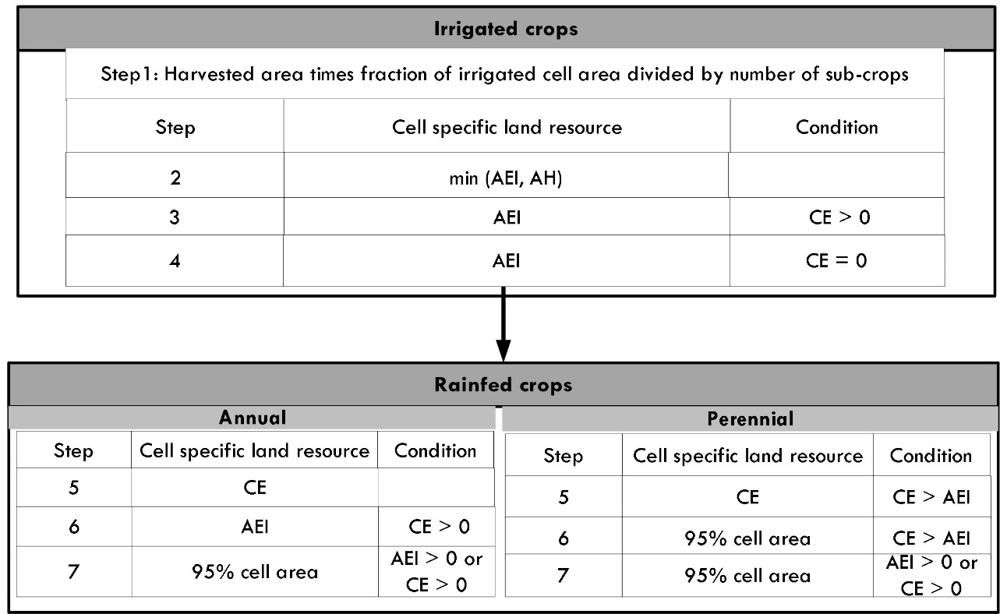 Irrigated crops
Step1: Harvested area times fraction of irrigated cell area divided by number of sub-crops
Step Cell specific land resource Condition
2 min (AEI, AH)
3 AEI CE > 0
4 AEI CE = 0
Rainfed crops
Annual
Step Cell specific land resource Condition
5 CE
6 AEI CE > 0
7 95% cell area AEI > 0 or
CE > 0
Perennial
Step Cell specific land resource Condition
5 CE CE > AEI
6 95% cell area CE > AEI
7 95% cell area AEI > 0 or
CE > 0